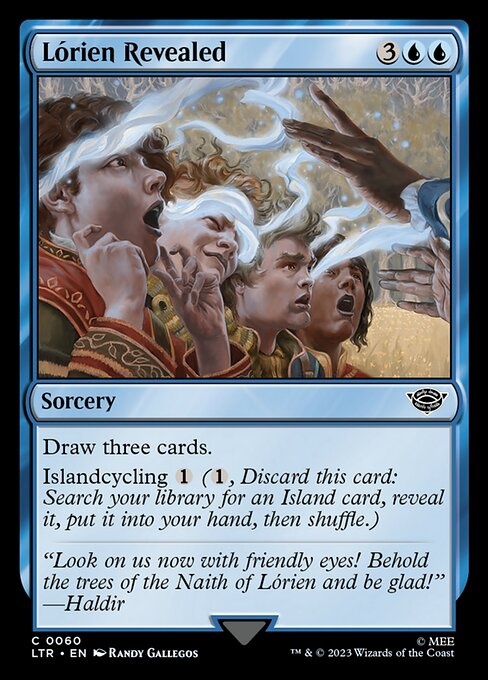 Lórien Revealed 3
Sorcery
Draw three cards.
Islandcycling 1 (1, Discard this card:
Search your library for an Island card, reveal
it, put it into your hand, then shuffle.)
“Look on us now with friendly eyes! Behold
the trees of the Naith of Lórien and be glad!”
—Haldir
C 0060
LTR • EN Randy Gallegos
© MEE
™ & © 2023 Wizards of the Coast